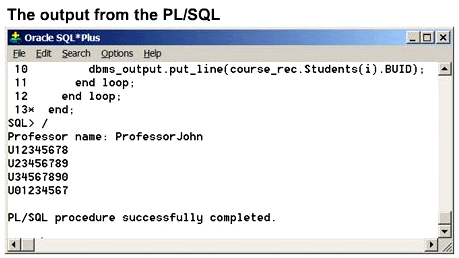 The output from the PL/SQL
Oracle SQL*Plus
File Edit Search Options Help
10 dbms_output.put_line(course_rec.Students(i).BUID);
11 end loop;
12 end loop;
13* end;
SQL> /
Professor name: ProfessorJohn
U12345678
U23456789
U34567890
U01234567
PL/SQL procedure successfully completed.